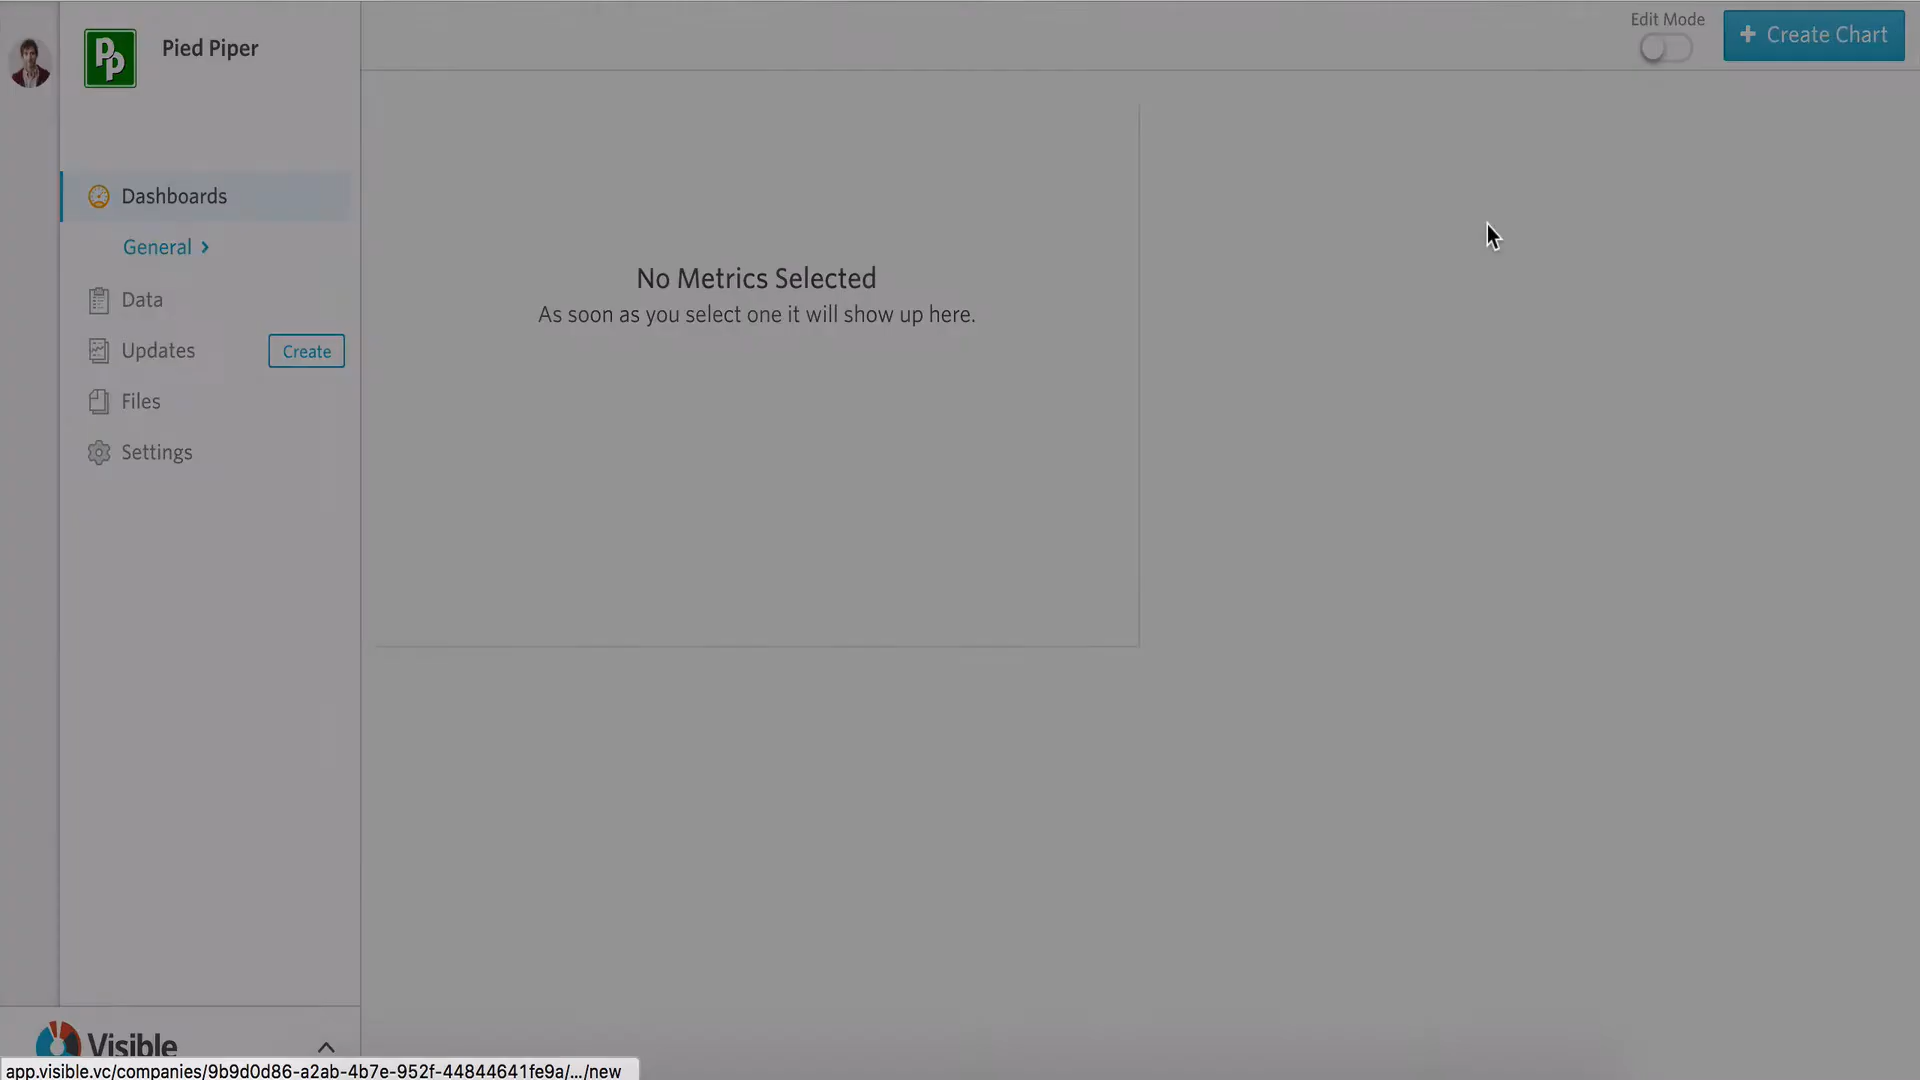 Pp
Pied Piper
Edit Mode
+ Create Chart
Dashboards
General >
Data
Updates
Create
Files
Settings
No Metrics Selected
As soon as you select one it will show up here.
Visible
app.visible.vc/companies/9b9d0d86-a2ab-4b7e-952f-44844641fe9a/.../new